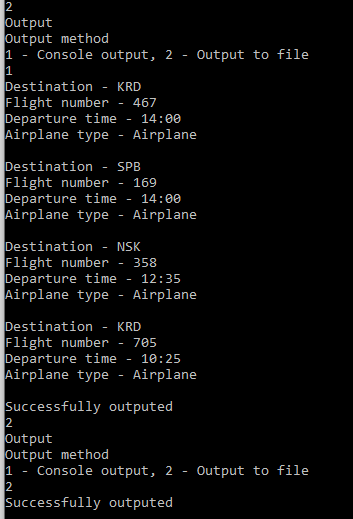 2
Output
Output method
1 - Console output, 2 - Output to file
1
Destination - KRD
Flight number - 467
Departure time - 14:00
Airplane type - Airplane
Destination - SPB
Flight number - 169
Departure time - 14:00
Airplane type - Airplane
Destination - NSK
Flight number - 358
Departure time - 12:35
Airplane type - Airplane
Destination - KRD
Flight number - 705
Departure time - 10:25
Airplane type - Airplane
Successfully outputed
2
Output
Output method
1 - Console output, 2 - Output to file
2
Successfully outputed